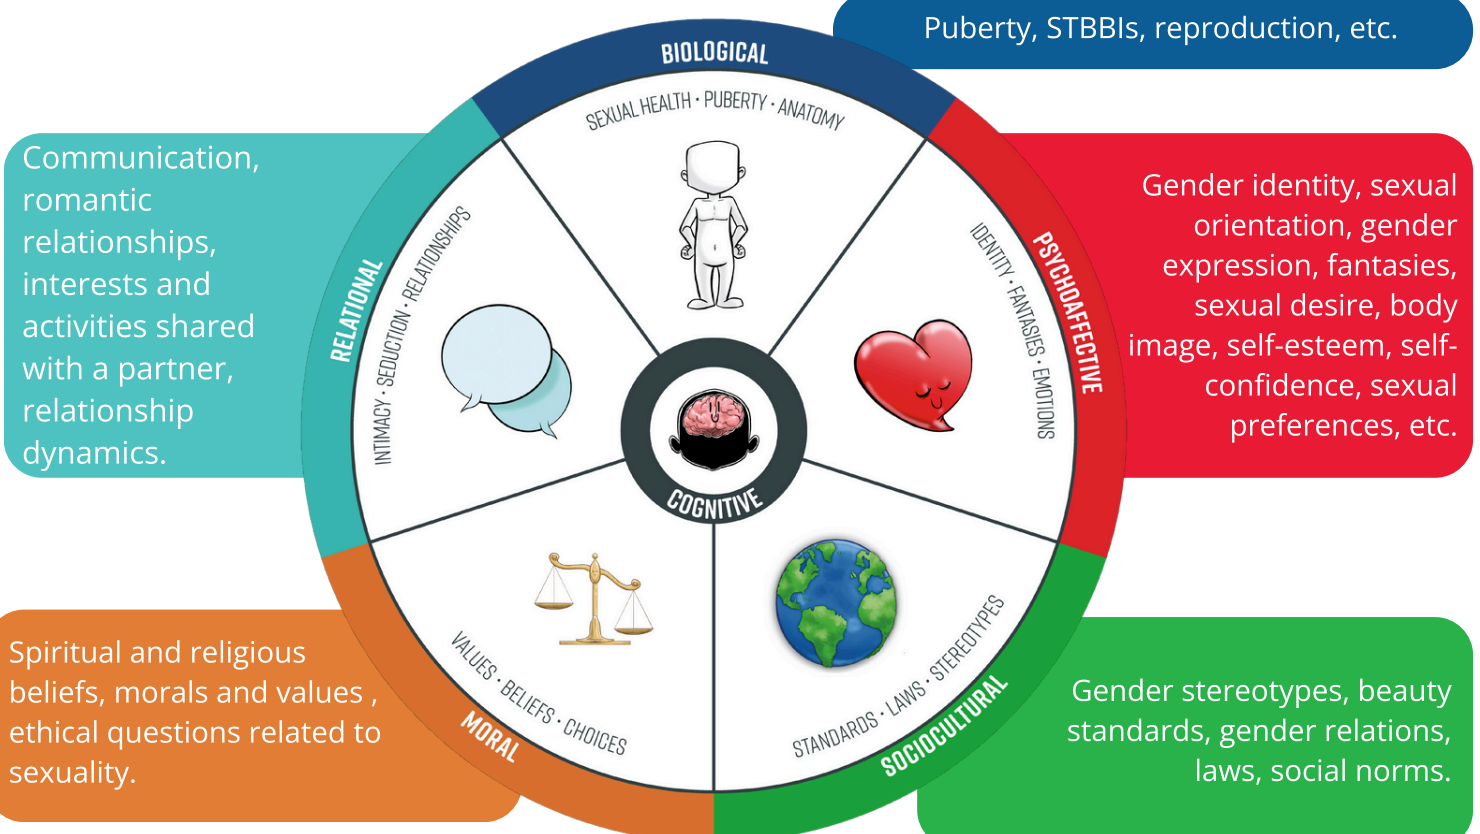 Puberty, STBBIs, reproduction, etc.
BIOLOGICAL
SEXUAL HEALTH • PUBERTY • ANATOMY
Communication,
romantic
relationships,
interests and
activities shared
with a partner,
relationship
dynamics.
RELATIONAL
INTIMACY • SEDUCTION • RELATIONSHIPS
IDENTITY • FANTASIES • EMOTIONS
PSYCHOAFFECTIVE
Gender identity, sexual
orientation, gender
expression, fantasies,
sexual desire, body
image, self-esteem, self-
confidence, sexual
preferences, etc.
COGNITIVE
Spiritual and religious
beliefs, morals and values ,
ethical questions related to
sexuality.
MORAL
VALUES • BELIEFS • CHOICES
STANDARDS • LAWS • STEREOTYPES
SOCIOCULTURAL
Gender stereotypes, beauty
standards, gender relations,
laws, social norms.